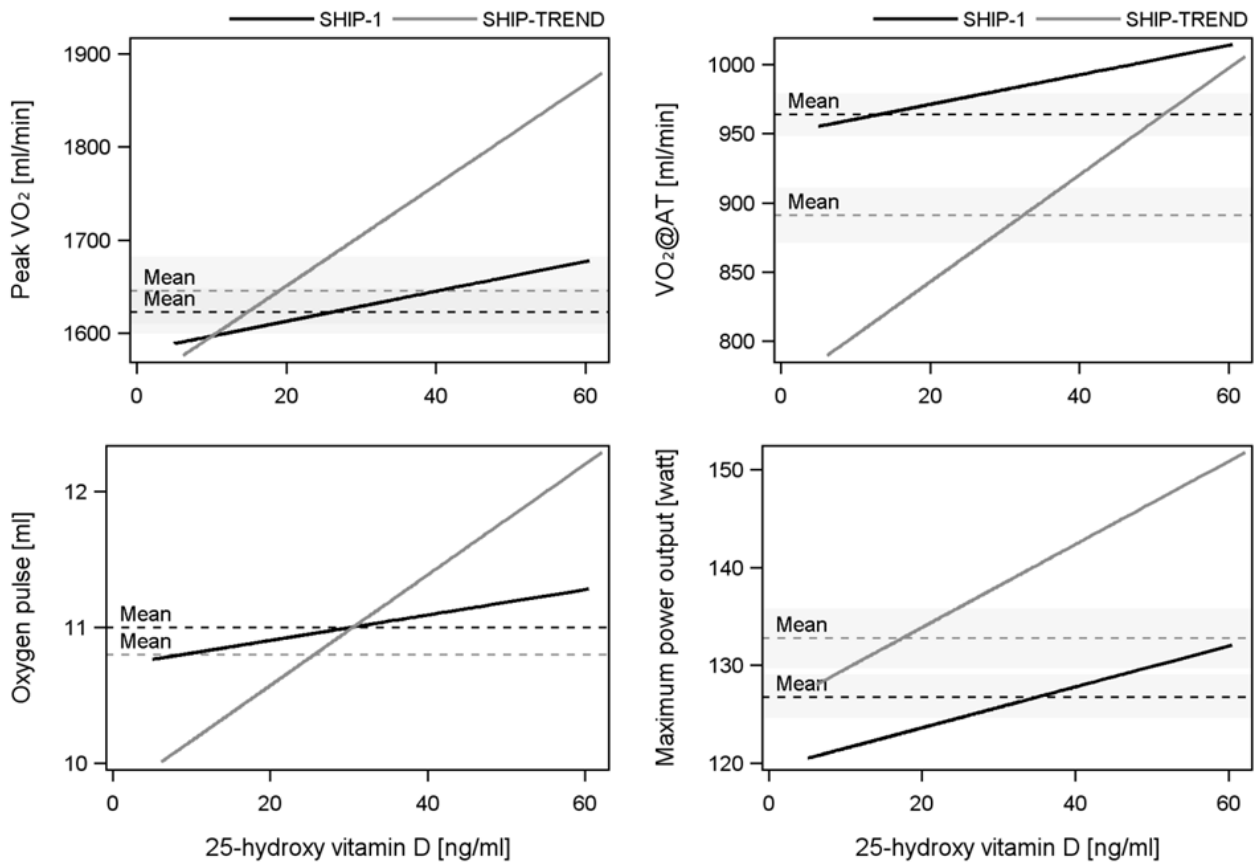 SHIP-1 SHIP-TREND
Peak VO₂ [ml/min]
1900
1800
1700
1600
Mean
Mean
0 20 40 60
SHIP-1 SHIP-TREND
VO₂@AT [ml/min]
1000
950
900
850
800
Mean
Mean
0 20 40 60
Oxygen pulse [ml]
12
11
10
Mean
Mean
0 20 40 60
25-hydroxy vitamin D [ng/ml]
Maximum power output [watt]
150
140
130
120
Mean
Mean
0 20 40 60
25-hydroxy vitamin D [ng/ml]